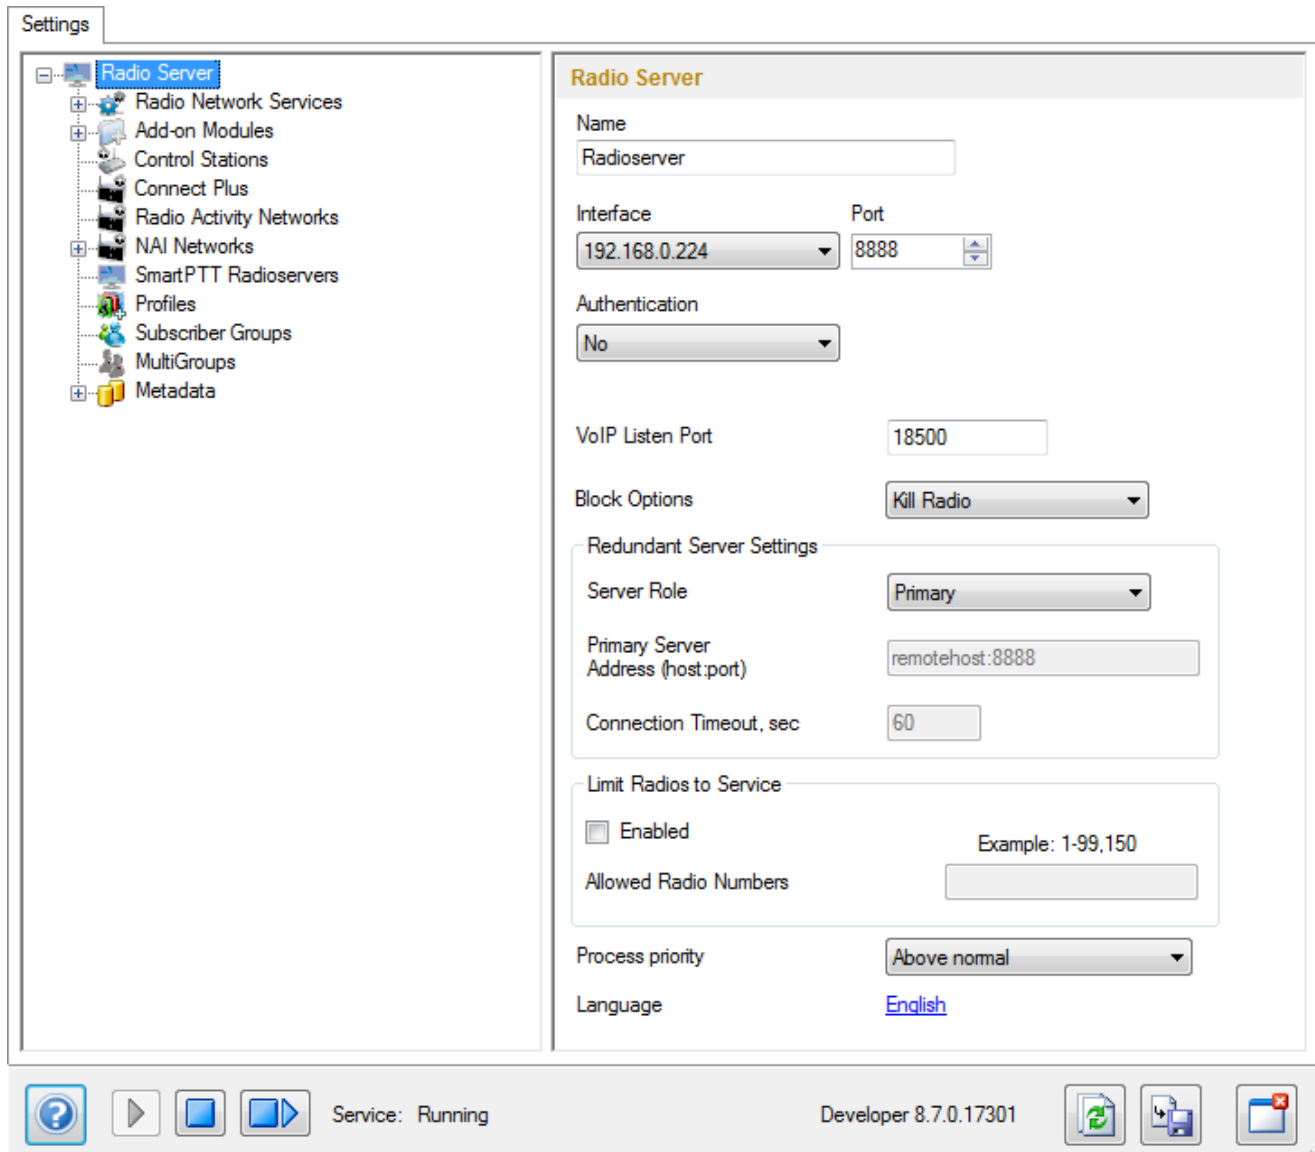 Settings
Radio Server
Radio Network Services
Add-on Modules
Control Stations
Connect Plus
Radio Activity Networks
NAI Networks
SmartPTT Radioservers
Profiles
Subscriber Groups
MultiGroups
Metadata
Radio Server
Name
Radioserver
Interface Port
192.168.0.224 8888
Authentication
No
VoIP Listen Port 18500
Block Options Kill Radio
Redundant Server Settings
Server Role Primary
Primary Server
Address (host:port) remotehost:8888
Connection Timeout, sec 60
Limit Radios to Service
Enabled
Example: 1-99,150
Allowed Radio Numbers
Process priority Above normal
Language English
Service: Running Developer 8.7.0.17301